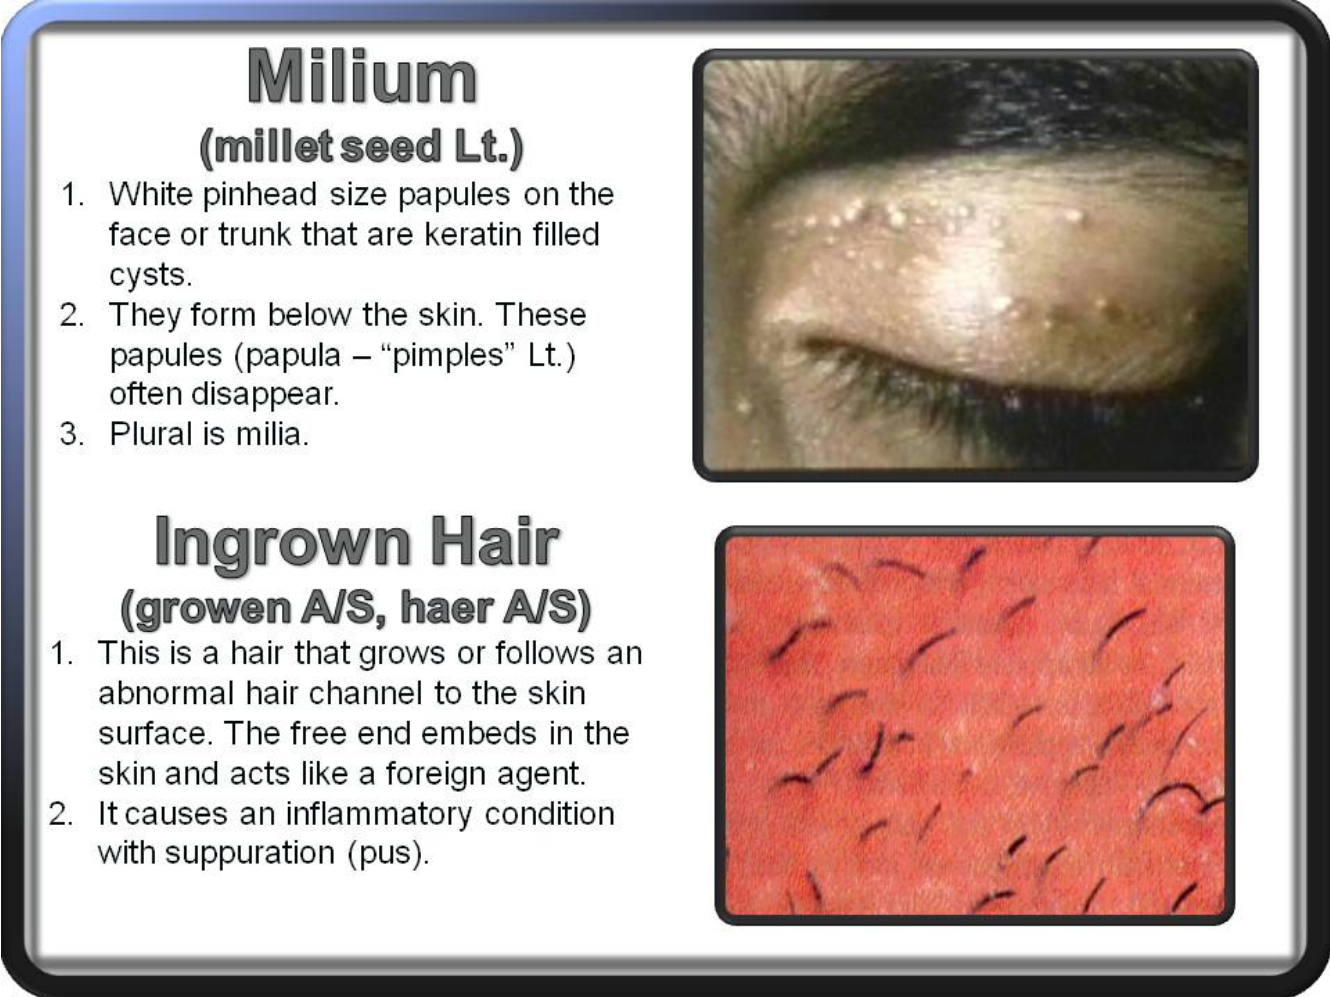 Milium
(millet seed Lt.)
1. White pinhead size papules on the
face or trunk that are keratin filled
cysts.
2. They form below the skin. These
papules (papula – “pimples” Lt.)
often disappear.
3. Plural is milia.
Ingrown Hair
(growen A/S, haer A/S)
1. This is a hair that grows or follows an
abnormal hair channel to the skin
surface. The free end embeds in the
skin and acts like a foreign agent.
2. It causes an inflammatory condition
with suppuration (pus).